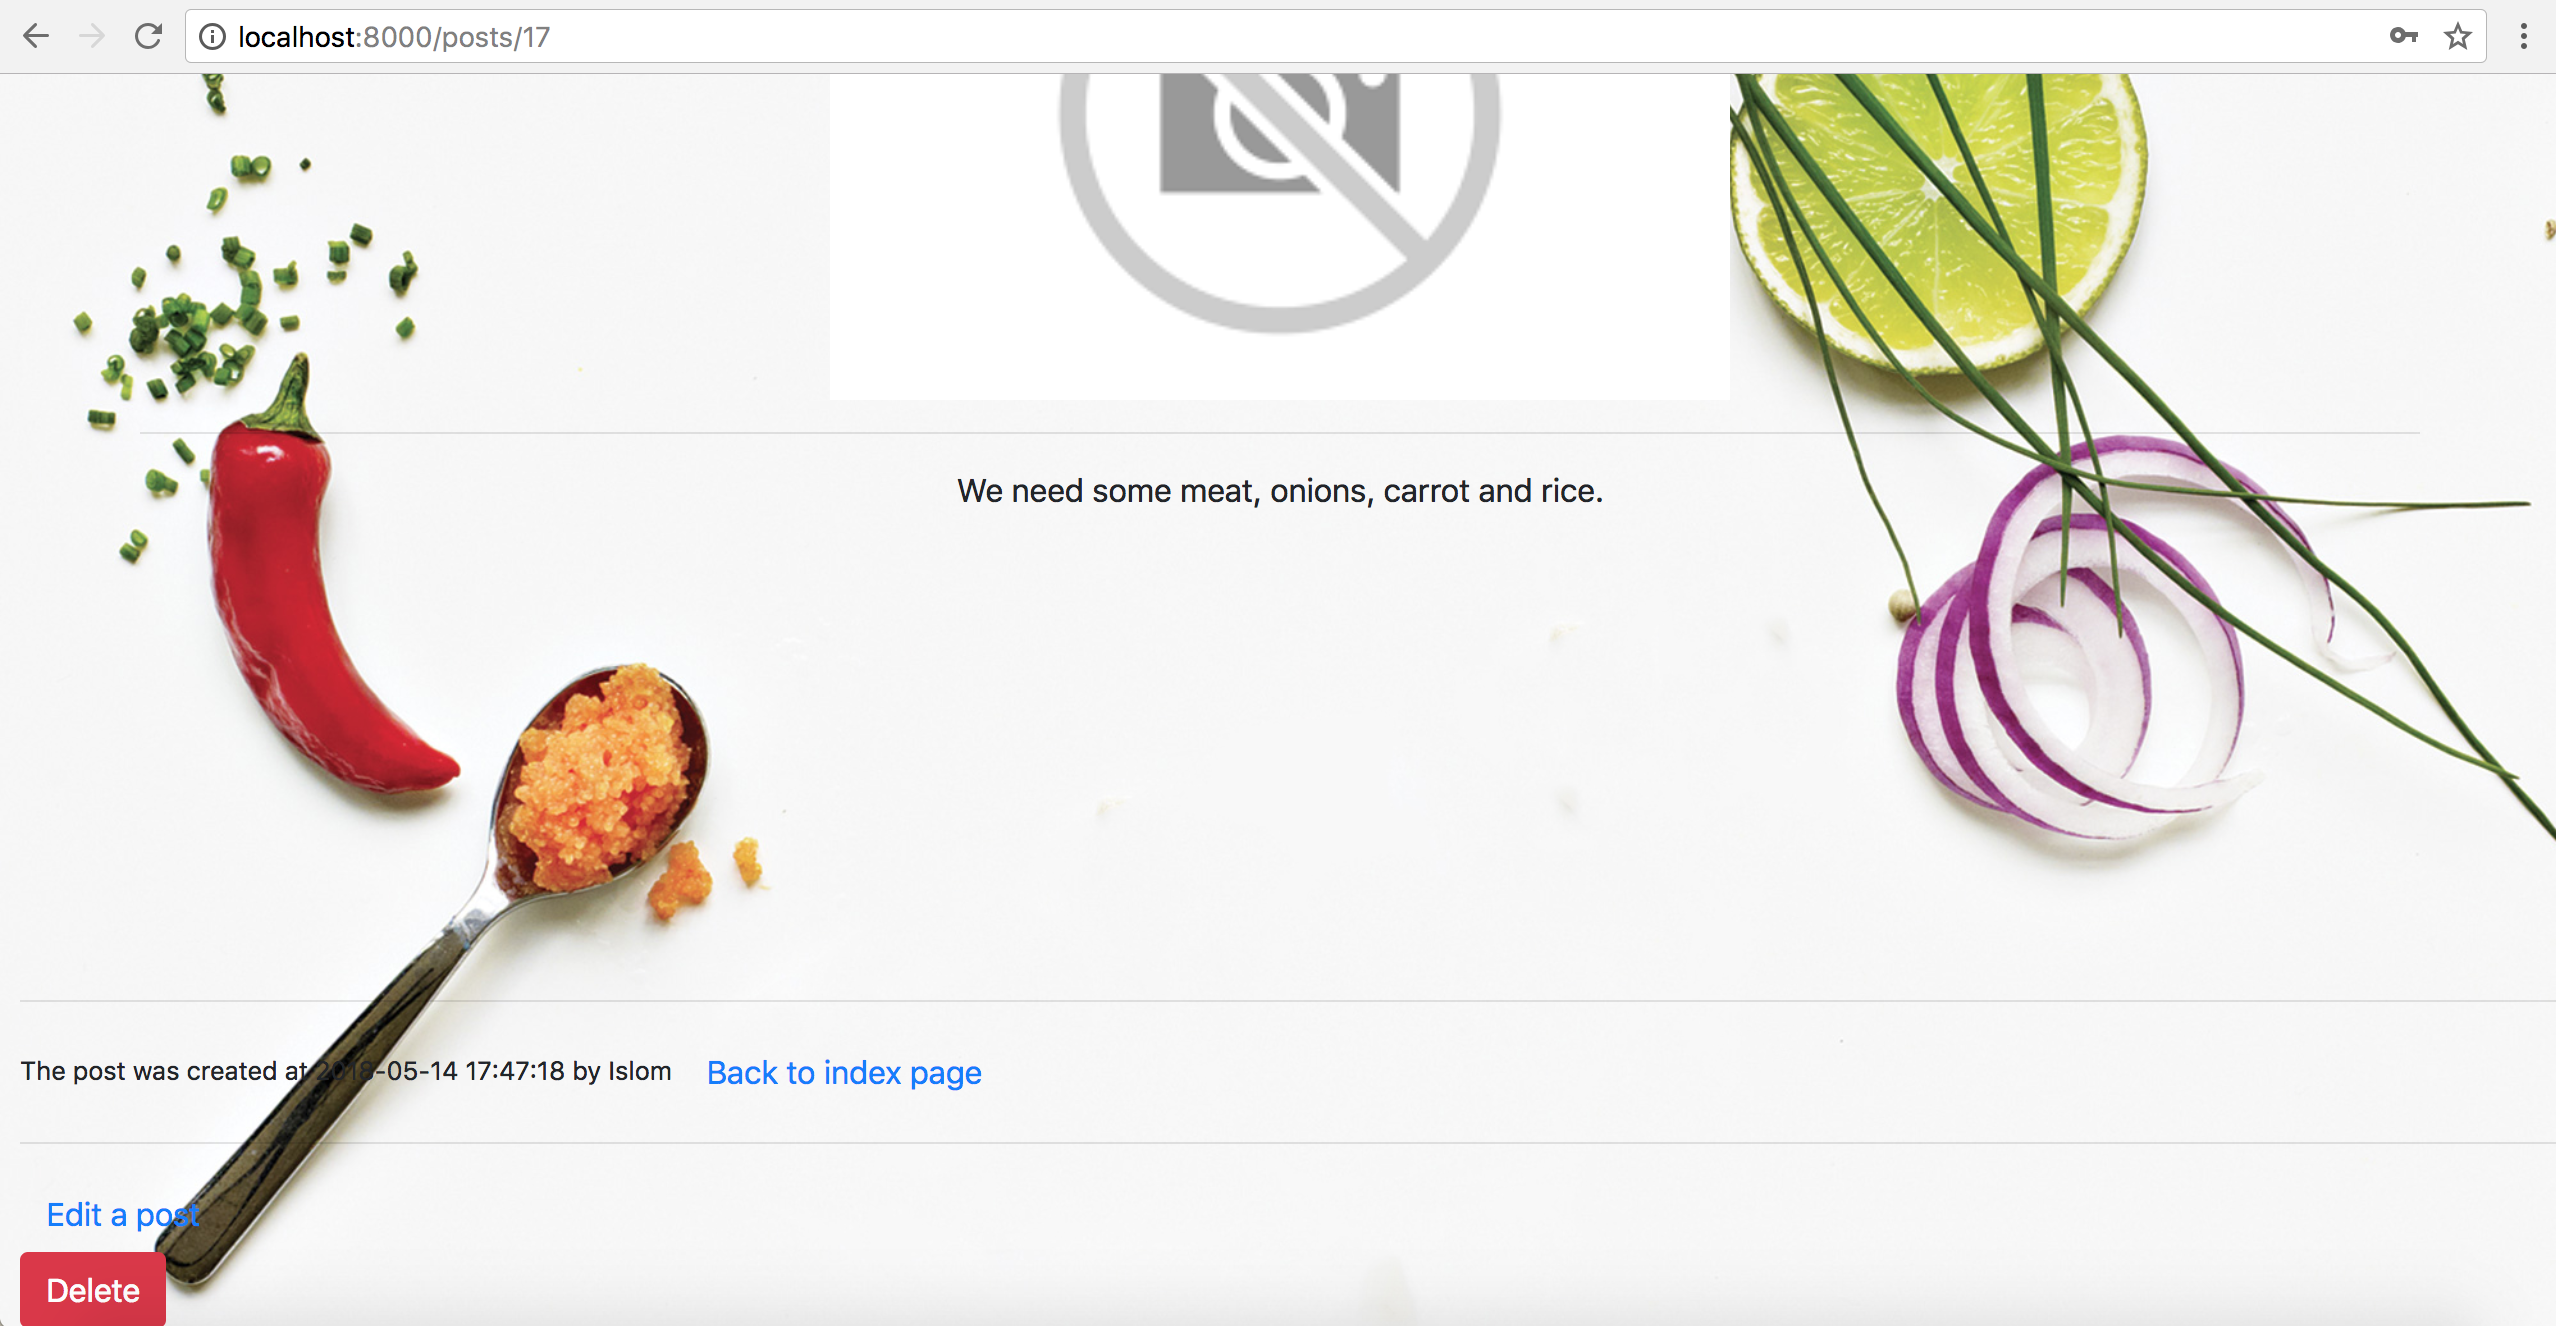 localhost:8000/posts/17
We need some meat, onions, carrot and rice.
The post was created at 2018-05-14 17:47:18 by Islom Back to index page
Edit a post
Delete